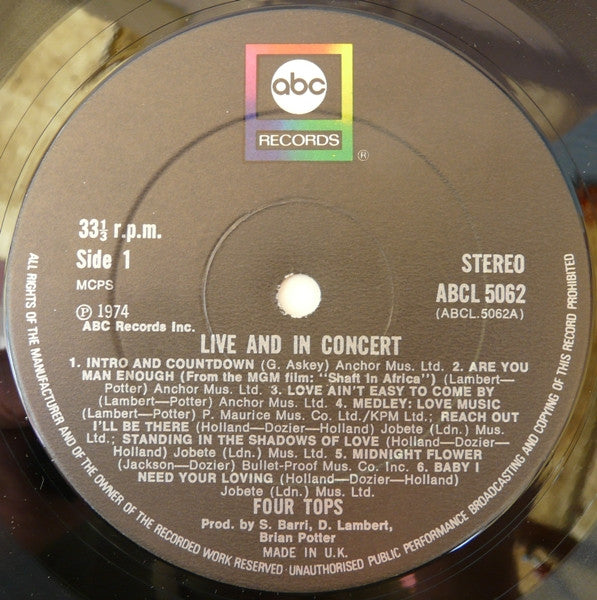 abc
RECORDS
®
33⅓ r.p.m.
Side 1
MCPS
Ⓟ 1974
ABC Records Inc.
STEREO
ABCL 5062
(ABCL.5062A)
LIVE AND IN CONCERT
1. INTRO AND COUNTDOWN (G. Askey) Anchor Mus. Ltd. 2. ARE YOU
MAN ENOUGH (From the MGM film: "Shaft in Africa") (Lambert—
Potter) Anchor Mus. Ltd. 3. LOVE AIN'T EASY TO COME BY
(Lambert—Potter) Anchor Mus. Ltd. 4. MEDLEY: LOVE MUSIC
(Lambert—Potter) P. Maurice Mus. Co. Ltd./KPM Ltd.; REACH OUT
I'LL BE THERE (Holland—Dozier—Holland) Jobete (Ldn.) Mus.
Ltd.; STANDING IN THE SHADOWS OF LOVE (Holland—Dozier—
Holland) Jobete (Ldn.) Mus. Ltd. 5. MIDNIGHT FLOWER
(Jackson—Dozier) Bullet-Proof Mus. Co. Inc. 6. BABY I
NEED YOUR LOVING (Holland—Dozier—Holland)
Jobete (Ldn.) Mus. Ltd.
FOUR TOPS
Prod. by S. Barri, D. Lambert,
Brian Potter
MADE IN U.K.
ALL RIGHTS OF THE MANUFACTURER AND OF THE OWNER OF THE RECORDED WORK RESERVED·UNAUTHORISED PUBLIC PERFORMANCE BROADCASTING AND COPYING OF THIS RECORD PROHIBITED